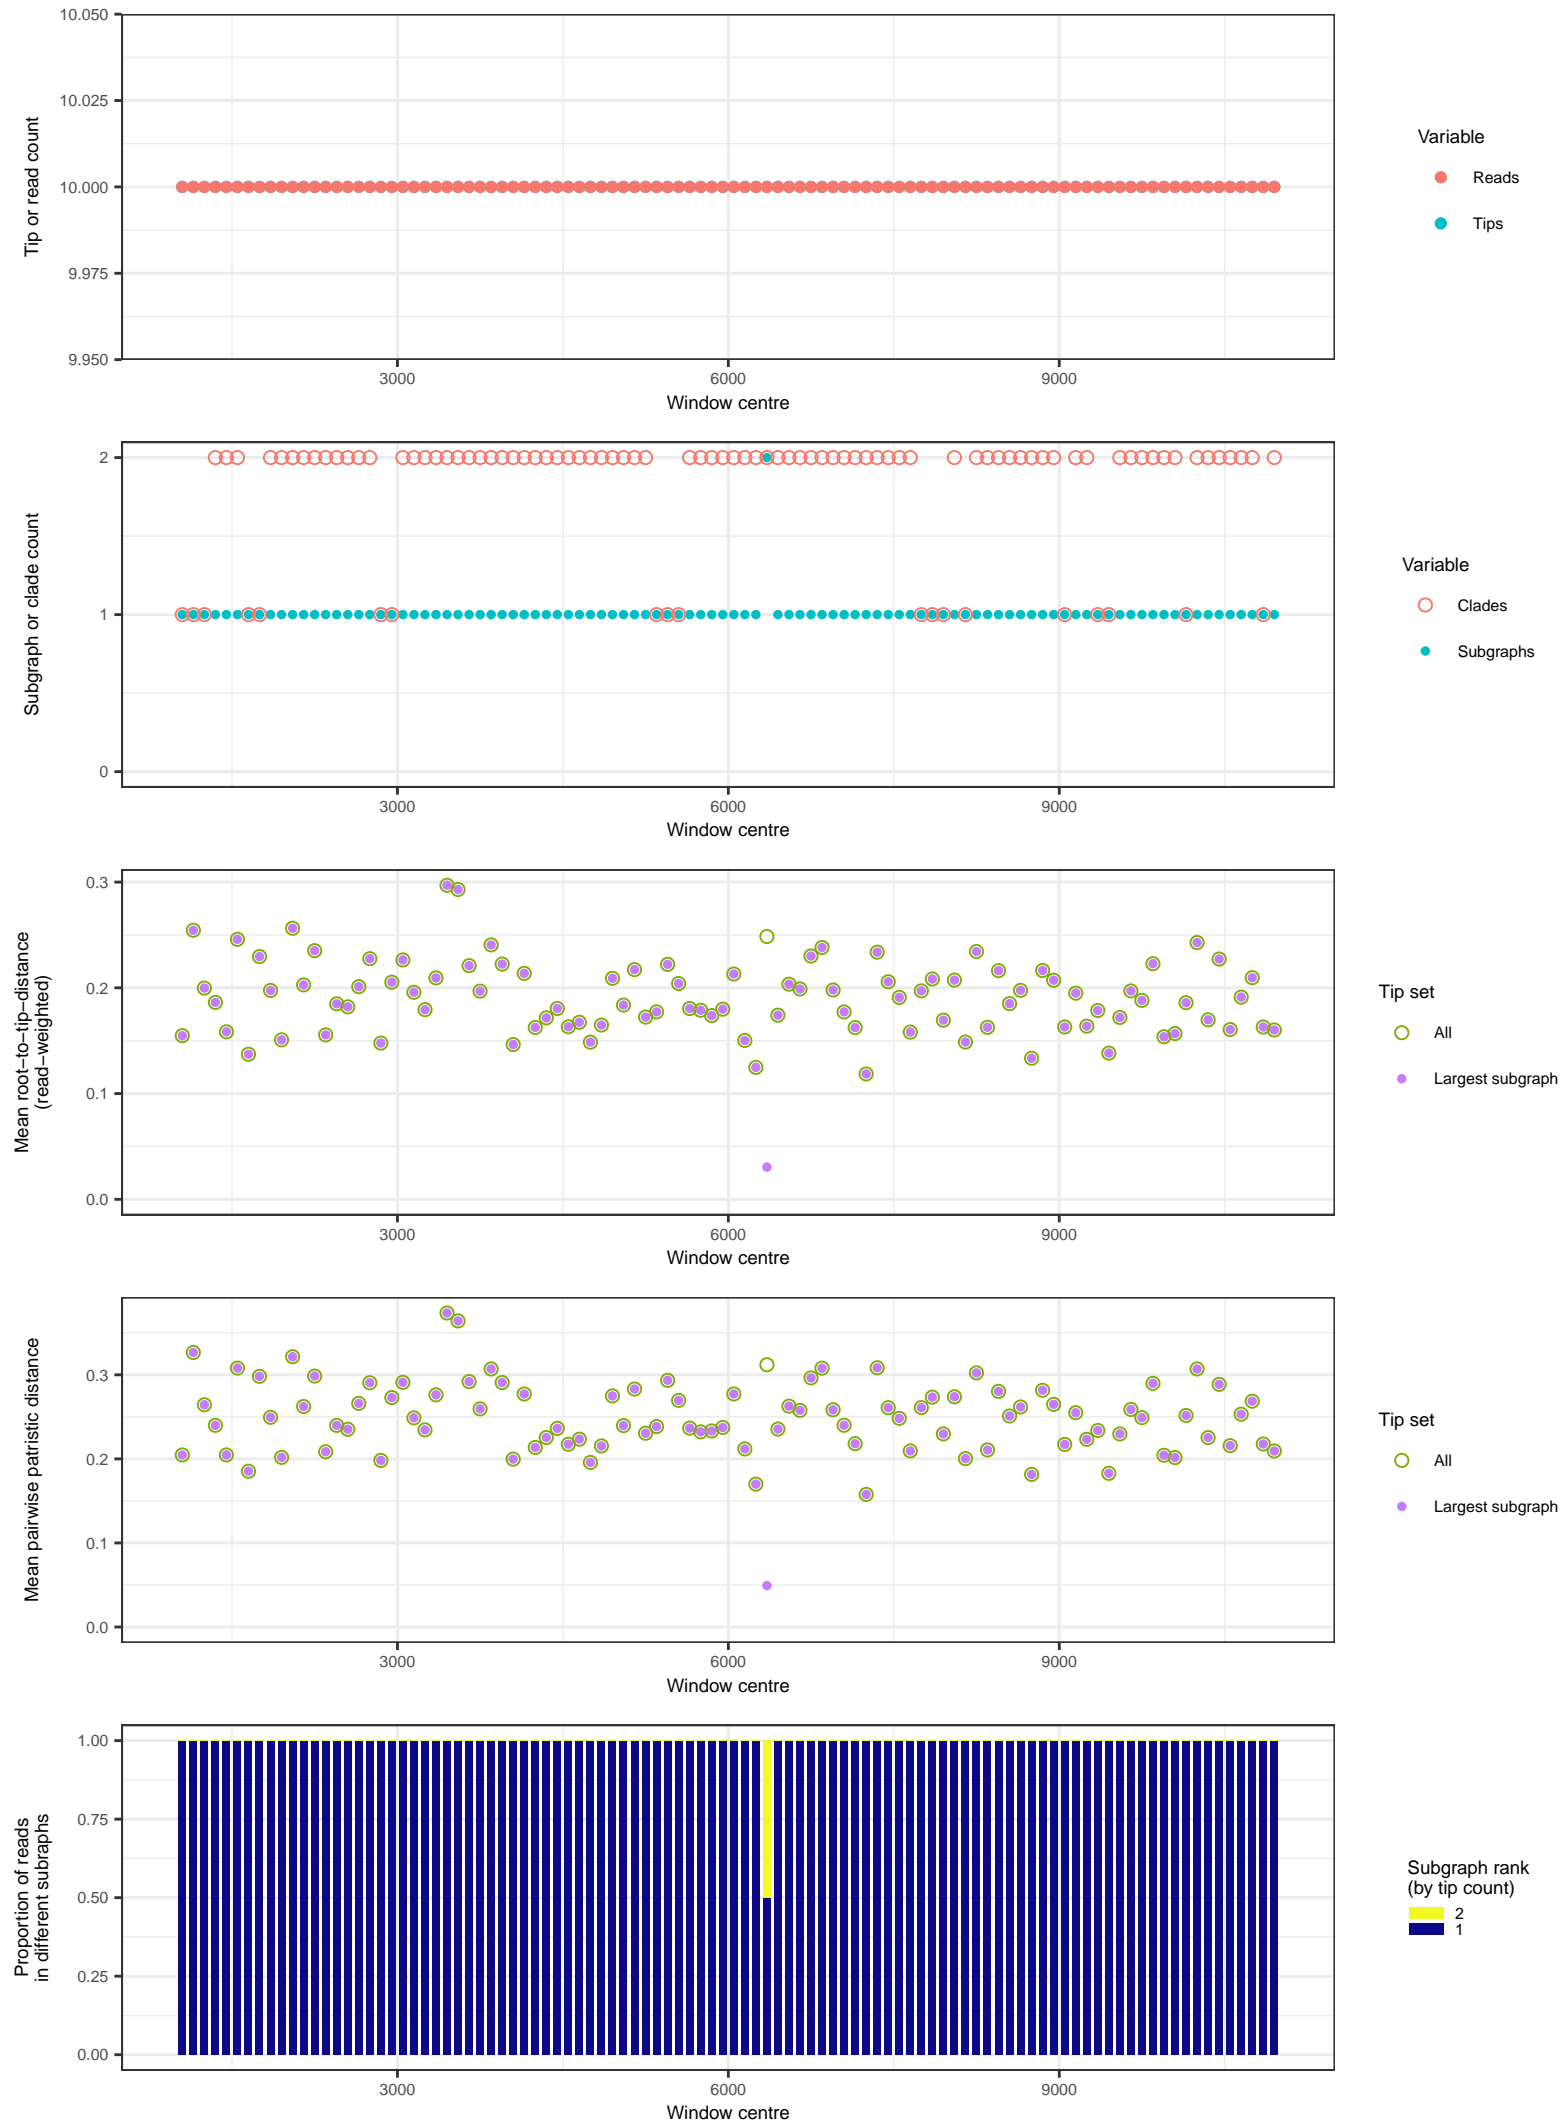 10.050
10.025
10.000
9.975
9.950
Tip or read count
3000
6000
9000
Window centre
Variable
Reads
Tips
2
1
0
Subgraph or clade count
3000
6000
9000
Window centre
Variable
Clades
Subgraphs
0.3
0.2
0.1
0.0
Mean root−to−tip−distance
(read−weighted)
3000
6000
9000
Window centre
Tip set
All
Largest subgraph
0.3
0.2
0.1
0.0
Mean pairwise patristic distance
3000
6000
9000
Window centre
Tip set
All
Largest subgraph
1.00
0.75
0.50
0.25
0.00
Proportion of reads
in different subraphs
3000
6000
9000
Window centre
Subgraph rank
(by tip count)
2
1